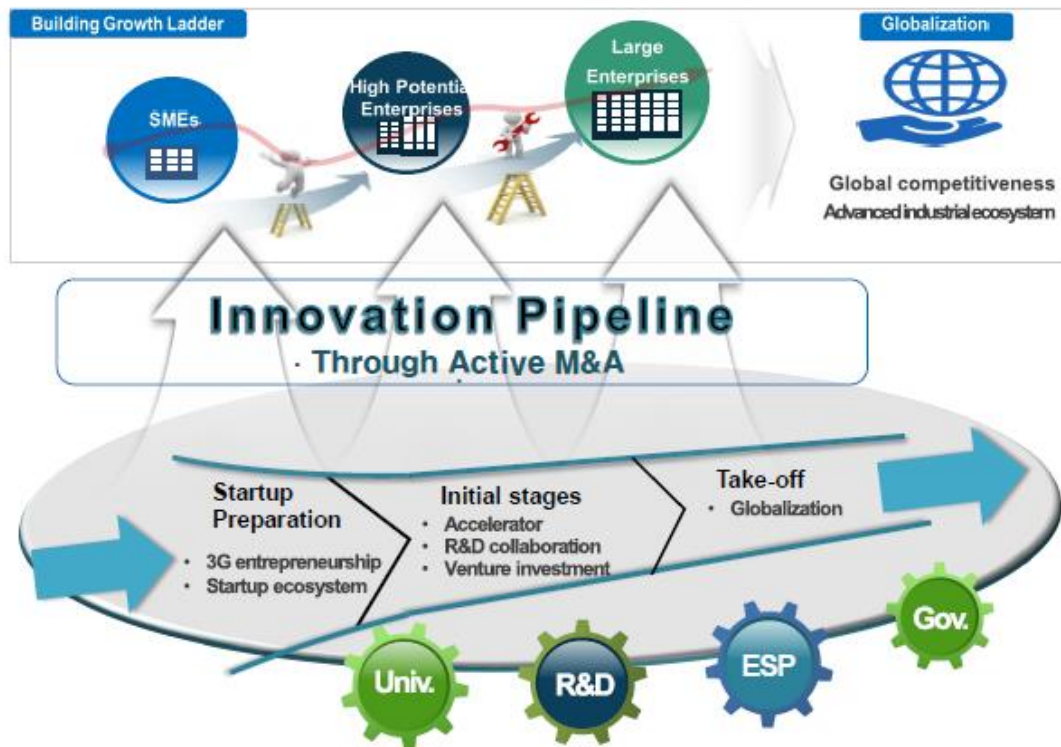 Building Growth Ladder
Globalization
SMEs
High Potential
Enterprises
Large
Enterprises
Global competitiveness
Advanced industrial ecosystem
Innovation Pipeline
· Through Active M&A
Startup
Preparation
• 3G entrepreneurship
• Startup ecosystem
Initial stages
• Accelerator
• R&D collaboration
• Venture investment
Take-off
• Globalization
Univ.
R&D
ESP
Gov.